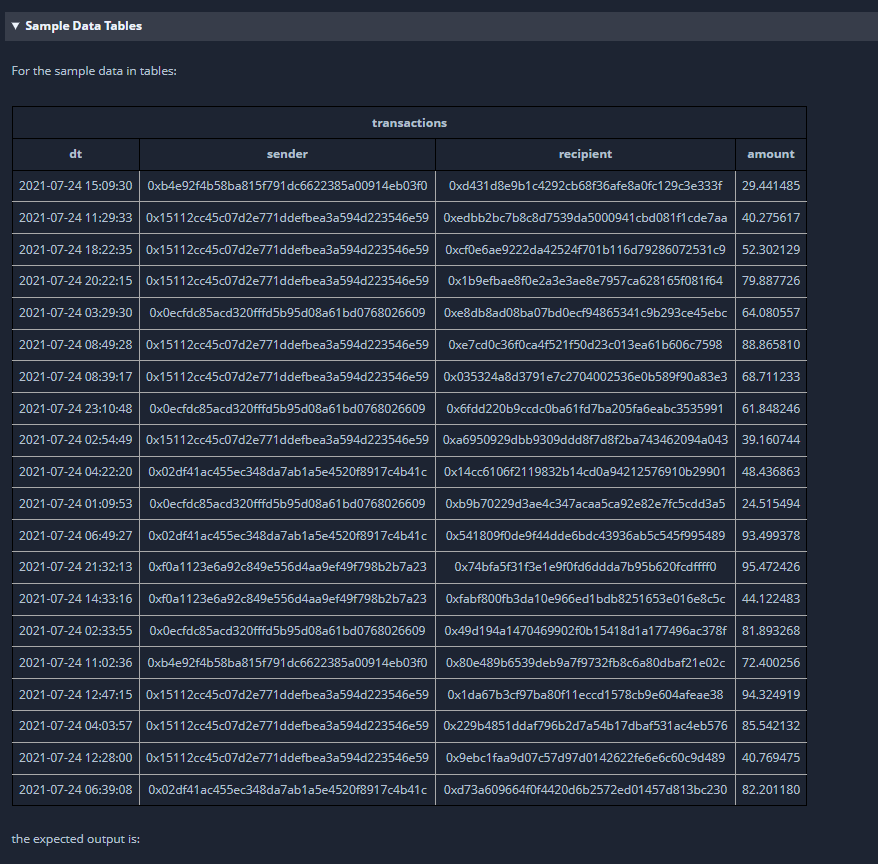 ▼ Sample Data Tables
For the sample data in tables:
transactions
dt sender recipient amount
2021-07-24 15:09:30 0xb4e92f4b58ba815f791dc6622385a00914eb03f0 0xd431d8e9b1c4292cb68f36afe8a0fc129c3e333f 29.441485
2021-07-24 11:29:33 0x15112cc45c07d2e771ddefbea3a594d223546e59 0xedbb2bc7b8c8d7539da5000941cbd081f1cde7aa 40.275617
2021-07-24 18:22:35 0x15112cc45c07d2e771ddefbea3a594d223546e59 0xcf0e6ae9222da42524f701b116d79286072531c9 52.302129
2021-07-24 20:22:15 0x15112cc45c07d2e771ddefbea3a594d223546e59 0x1b9efbae8f0e2a3e3ae8e7957ca628165f081f64 79.887726
2021-07-24 03:29:30 0x0ecfdc85acd320fffd5b95d08a61bd0768026609 0xe8db8ad08ba07bd0ecf94865341c9b293ce45ebc 64.080557
2021-07-24 08:49:28 0x15112cc45c07d2e771ddefbea3a594d223546e59 0xe7cd0c36f0ca4f521f50d23c013ea61b606c7598 88.865810
2021-07-24 08:39:17 0x15112cc45c07d2e771ddefbea3a594d223546e59 0x035324a8d3791e7c2704002536e0b589f90a83e3 68.711233
2021-07-24 23:10:48 0x0ecfdc85acd320fffd5b95d08a61bd0768026609 0x6fdd220b9ccdc0ba61fd7ba205fa6eabc3535991 61.848246
2021-07-24 02:54:49 0x15112cc45c07d2e771ddefbea3a594d223546e59 0xa6950929dbb9309ddd8f7d8f2ba743462094a043 39.160744
2021-07-24 04:22:20 0x02df41ac455ec348da7ab1a5e4520f8917c4b41c 0x14cc6106f2119832b14cd0a94212576910b29901 48.436863
2021-07-24 01:09:53 0x0ecfdc85acd320fffd5b95d08a61bd0768026609 0xb9b70229d3ae4c347acaa5ca92e82e7fc5cdd3a5 24.515494
2021-07-24 06:49:27 0x02df41ac455ec348da7ab1a5e4520f8917c4b41c 0x541809f0de9f44dde6bdc43936ab5c545f995489 93.499378
2021-07-24 21:32:13 0xf0a1123e6a92c849e556d4aa9ef49f798b2b7a23 0x74bfa5f31f3e1e9f0fd6ddda7b95b620fcdffff0 95.472426
2021-07-24 14:33:16 0xf0a1123e6a92c849e556d4aa9ef49f798b2b7a23 0xfabf800fb3da10e966ed1bdb8251653e016e8c5c 44.122483
2021-07-24 02:33:55 0x0ecfdc85acd320fffd5b95d08a61bd0768026609 0x49d194a1470469902f0b15418d1a177496ac378f 81.893268
2021-07-24 11:02:36 0xb4e92f4b58ba815f791dc6622385a00914eb03f0 0x80e489b6539deb9a7f9732fb8c6a80dbaf21e02c 72.400256
2021-07-24 12:47:15 0x15112cc45c07d2e771ddefbea3a594d223546e59 0x1da67b3cf97ba80f11eccd1578cb9e604afeae38 94.324919
2021-07-24 04:03:57 0x15112cc45c07d2e771ddefbea3a594d223546e59 0x229b4851ddaf796b2d7a54b17dbaf531ac4eb576 85.542132
2021-07-24 12:28:00 0x15112cc45c07d2e771ddefbea3a594d223546e59 0x9ebc1faa9d07c57d97d0142622fe6e6c60c9d489 40.769475
2021-07-24 06:39:08 0x02df41ac455ec348da7ab1a5e4520f8917c4b41c 0xd73a609664f0f4420d6b2572ed01457d813bc230 82.201180
the expected output is: